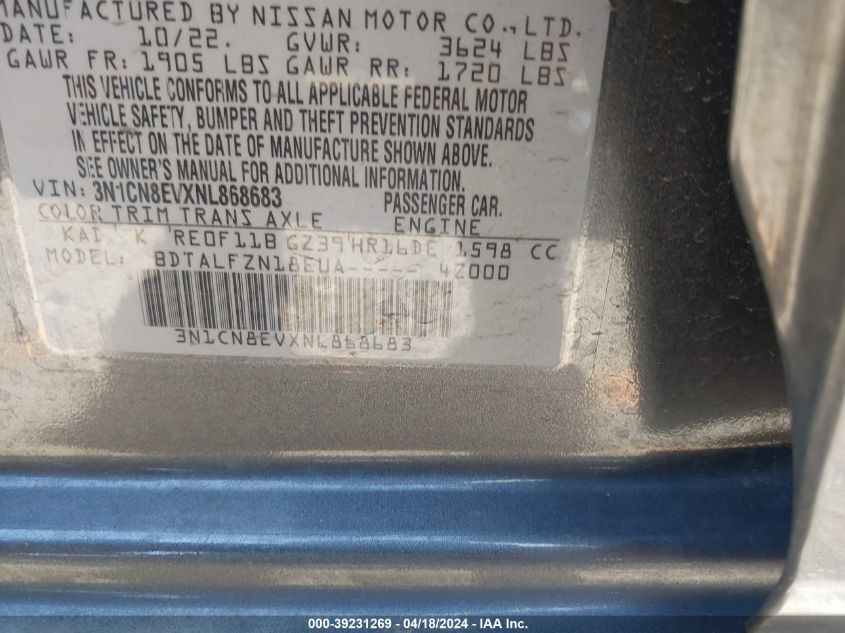 MANUFACTURED BY NISSAN MOTOR CO., LTD.
DATE: 10/22. GVWR: 3624 LBS
GAWR FR: 1905 LBS GAWR RR: 1720 LBS
THIS VEHICLE CONFORMS TO ALL APPLICABLE FEDERAL MOTOR
VEHICLE SAFETY, BUMPER AND THEFT PREVENTION STANDARDS
IN EFFECT ON THE DATE OF MANUFACTURE SHOWN ABOVE.
SEE OWNER'S MANUAL FOR ADDITIONAL INFORMATION.
VIN: 3N1CN8EVXNL868683 PASSENGER CAR.
COLOR TRIM TRANS AXLE ENGINE
KAI K RE0F11B GZ39 HR16DE 1598 CC
MODEL: BDTALFZN18EUA----- 4Z000
3N1CN8EVXNL868683
000-39231269 | 04/18/2024 - IAA Inc.